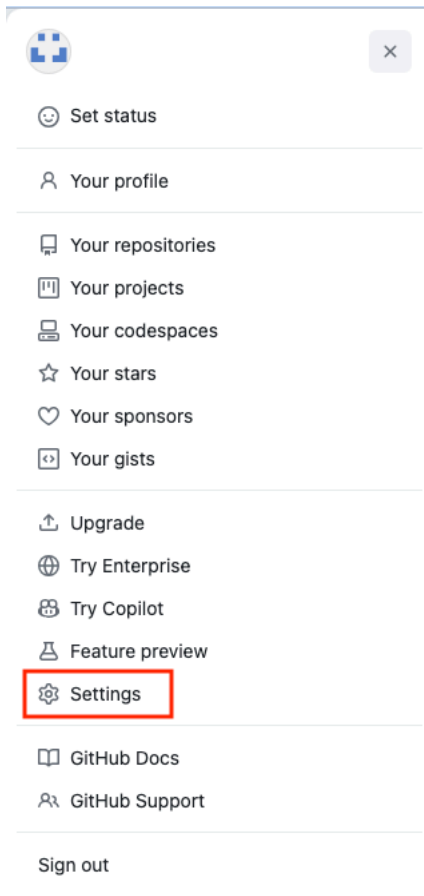 Set status
Your profile
Your repositories
Your projects
Your codespaces
Your stars
Your sponsors
Your gists
Upgrade
Try Enterprise
Try Copilot
Feature preview
Settings
GitHub Docs
GitHub Support
Sign out